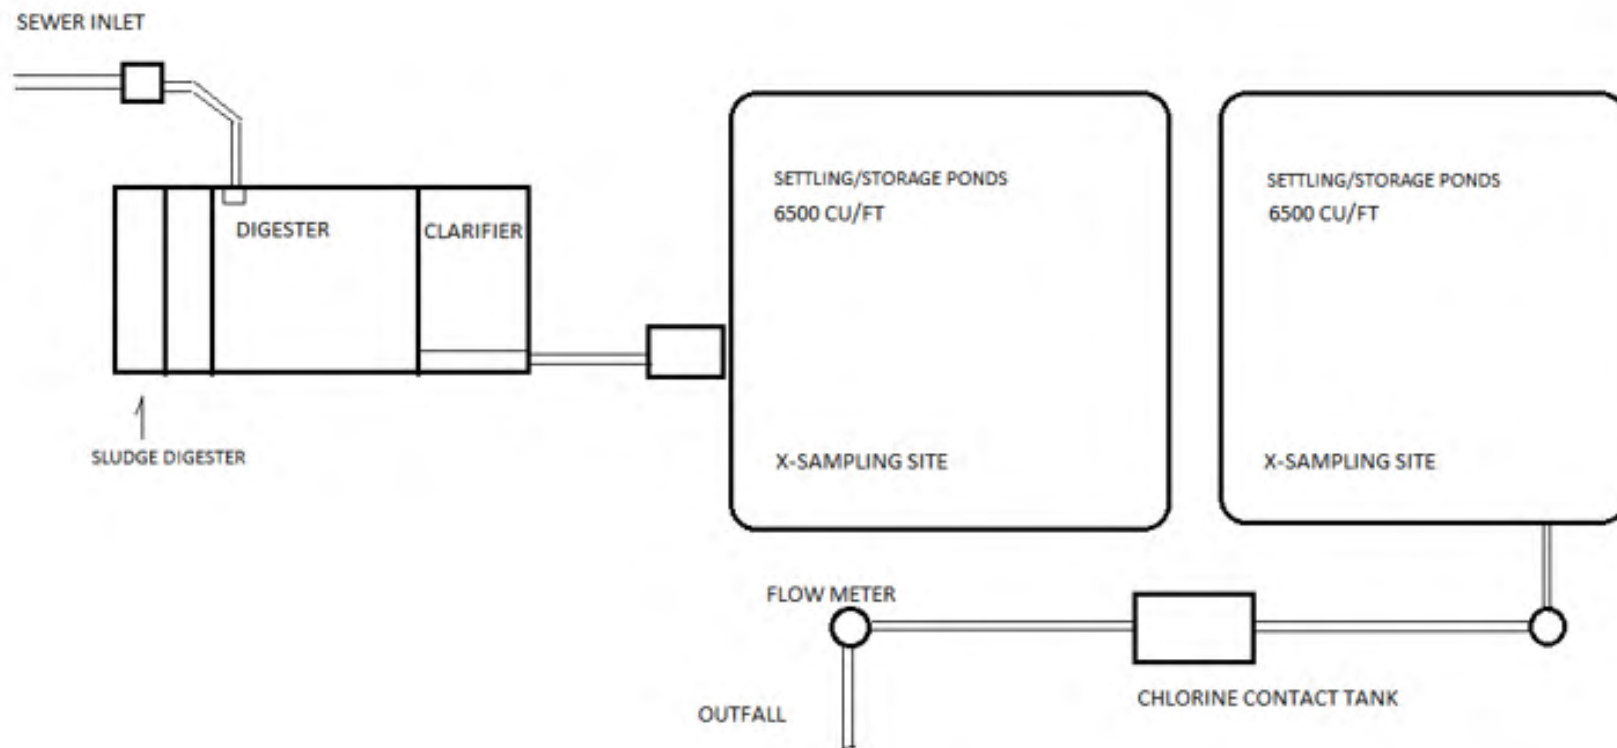 SEWER INLET
SETTLING/STORAGE PONDS
6500 CU/FT
SETTLING/STORAGE PONDS
6500 CU/FT
DIGESTER
CLARIFIER
SLUDGE DIGESTER
X-SAMPLING SITE
X-SAMPLING SITE
FLOW METER
CHLORINE CONTACT TANK
OUTFALL